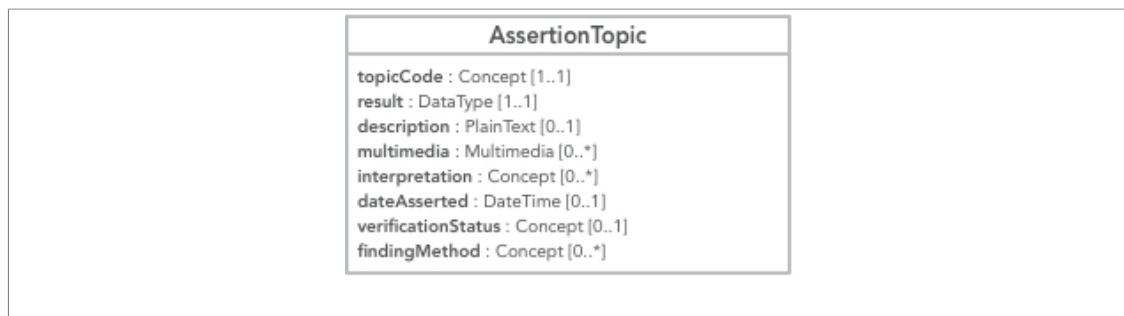 AssertionTopic
topicCode : Concept [1..1]
result : DataType [1..1]
description : PlainText [0..1]
multimedia : Multimedia [0..*]
interpretation : Concept [0..*]
dateAsserted : DateTime [0..1]
verificationStatus : Concept [0..1]
findingMethod : Concept [0..*]